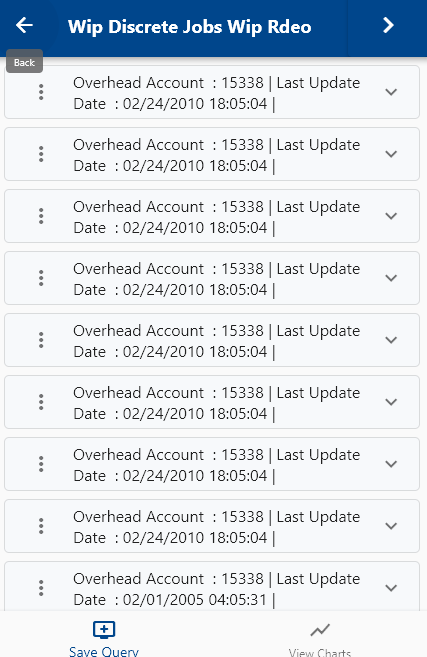 Wip Discrete Jobs Wip Rdeo
Back
Overhead Account : 15338 | Last Update
Date : 02/24/2010 18:05:04 |
Overhead Account : 15338 | Last Update
Date : 02/24/2010 18:05:04 |
Overhead Account : 15338 | Last Update
Date : 02/24/2010 18:05:04 |
Overhead Account : 15338 | Last Update
Date : 02/24/2010 18:05:04 |
Overhead Account : 15338 | Last Update
Date : 02/24/2010 18:05:04 |
Overhead Account : 15338 | Last Update
Date : 02/24/2010 18:05:04 |
Overhead Account : 15338 | Last Update
Date : 02/24/2010 18:05:04 |
Overhead Account : 15338 | Last Update
Date : 02/24/2010 18:05:04 |
Overhead Account : 15338 | Last Update
Date : 02/01/2005 04:05:31 |
Save Query
View Charts